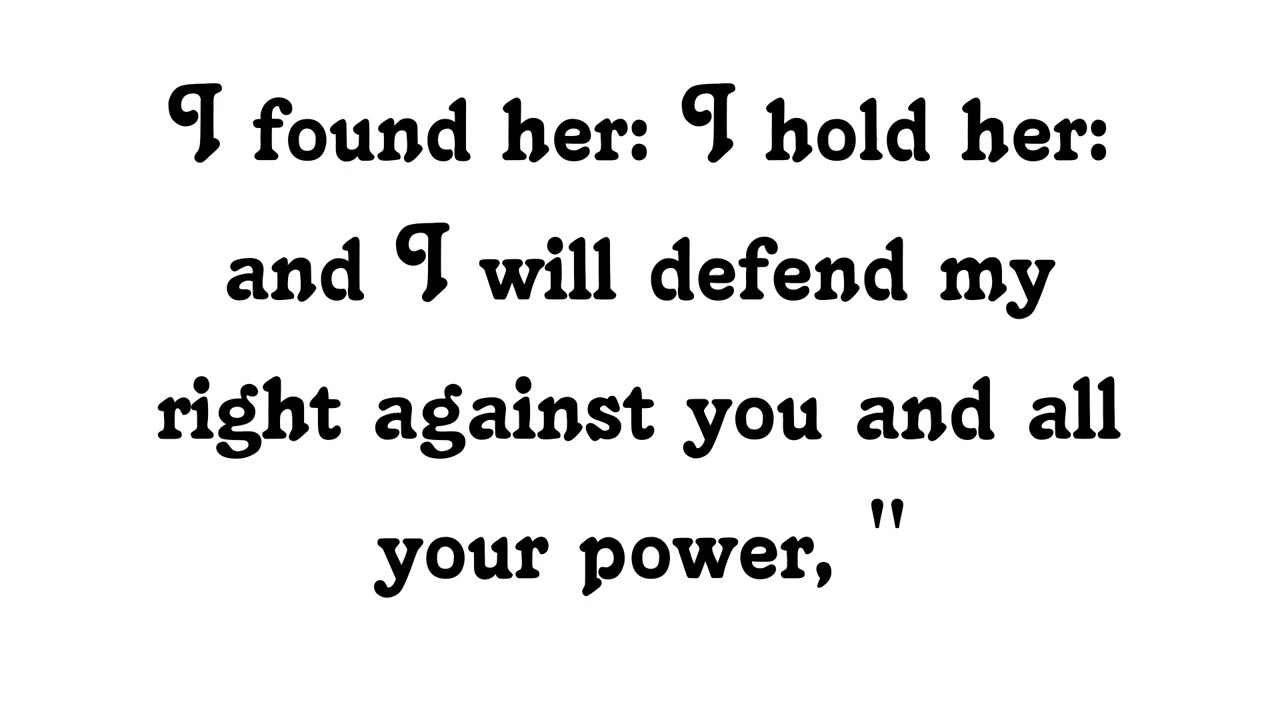 I found her: I hold her:
and I will defend my
right against you and all
your power, "